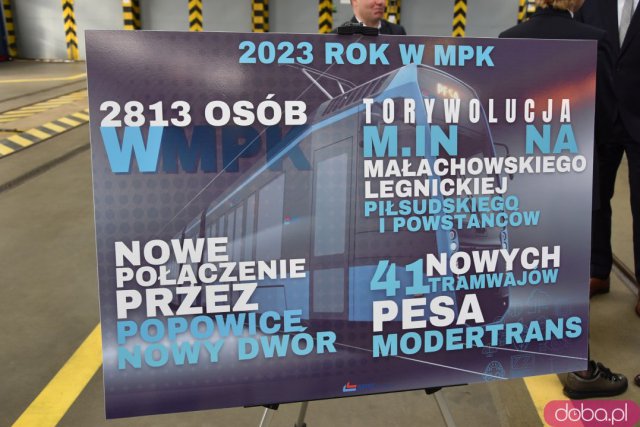 2023 ROK W MPK
2813 OSÓB
W MPK
TORYWOLUCJA
M.IN NA
MAŁACHOWSKIEGO
LEGNICKIEJ
PIŁSUDSKIEGO
I POWSTAŃCÓW
NOWE
POŁĄCZENIE
PRZEZ
POPOWICE
NOWY DWÓR
41 NOWYCH
TRAMWAJÓW
PESA
MODERTRANS
PESA
doba.pl